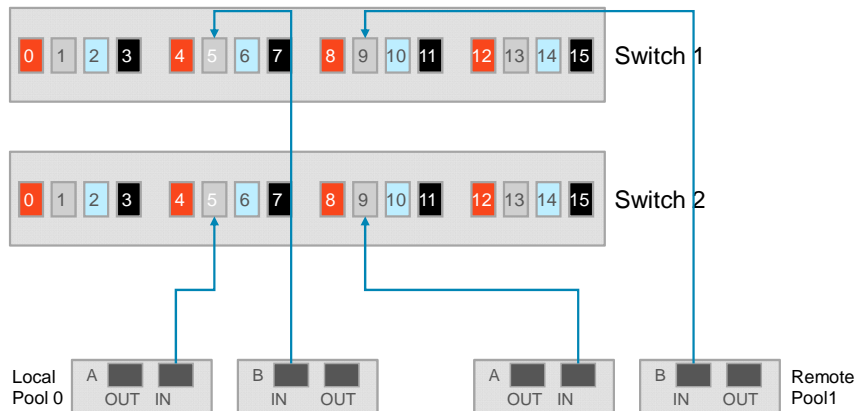 0 1 2 3 4 5 6 7 8 9 10 11 12 13 14 15 Switch 1
0 1 2 3 4 5 6 7 8 9 10 11 12 13 14 15 Switch 2
Local A B A B Remote
Pool 0 OUT IN IN OUT OUT IN IN OUT Pool1